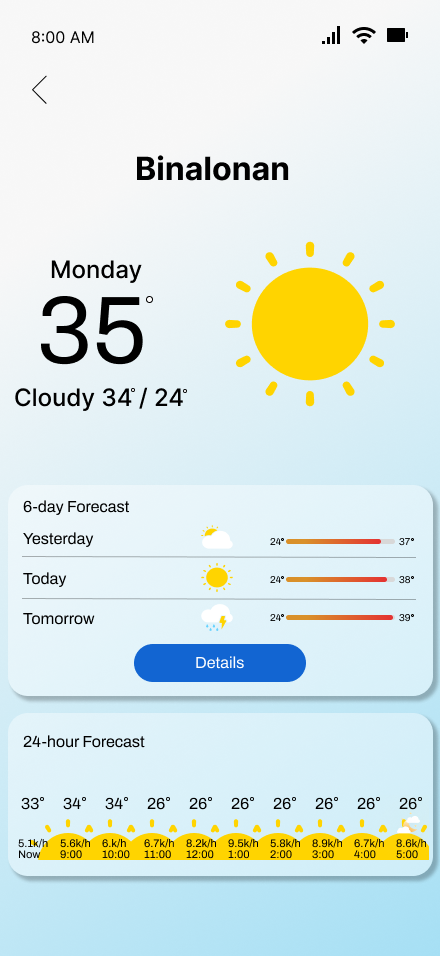 8:00 AM
Binalonan
Monday
35°
Cloudy 34°/ 24°
6-day Forecast
Yesterday 24° 37°
Today 24° 38°
Tomorrow 24° 39°
Details
24-hour Forecast
33° 34° 34° 26° 26° 26° 26° 26° 26° 26°
5.1k/h 5.6k/h 6.k/h 6.7k/h 8.2k/h 9.5k/h 5.8k/h 8.9k/h 6.7k/h 8.6k/h
Now 9:00 10:00 11:00 12:00 1:00 2:00 3:00 4:00 5:00